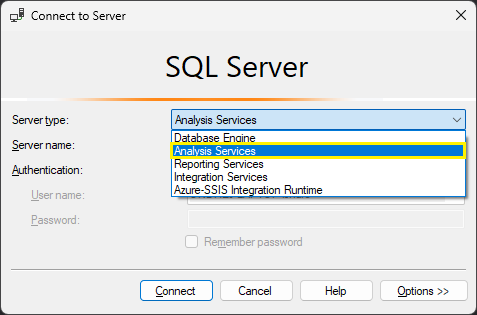 Connect to Server
SQL Server
Server type: Analysis Services
Database Engine
Server name: Analysis Services
Reporting Services
Authentication: Integration Services
Azure-SSIS Integration Runtime
User name:
Password:
Remember password
Connect Cancel Help Options >>